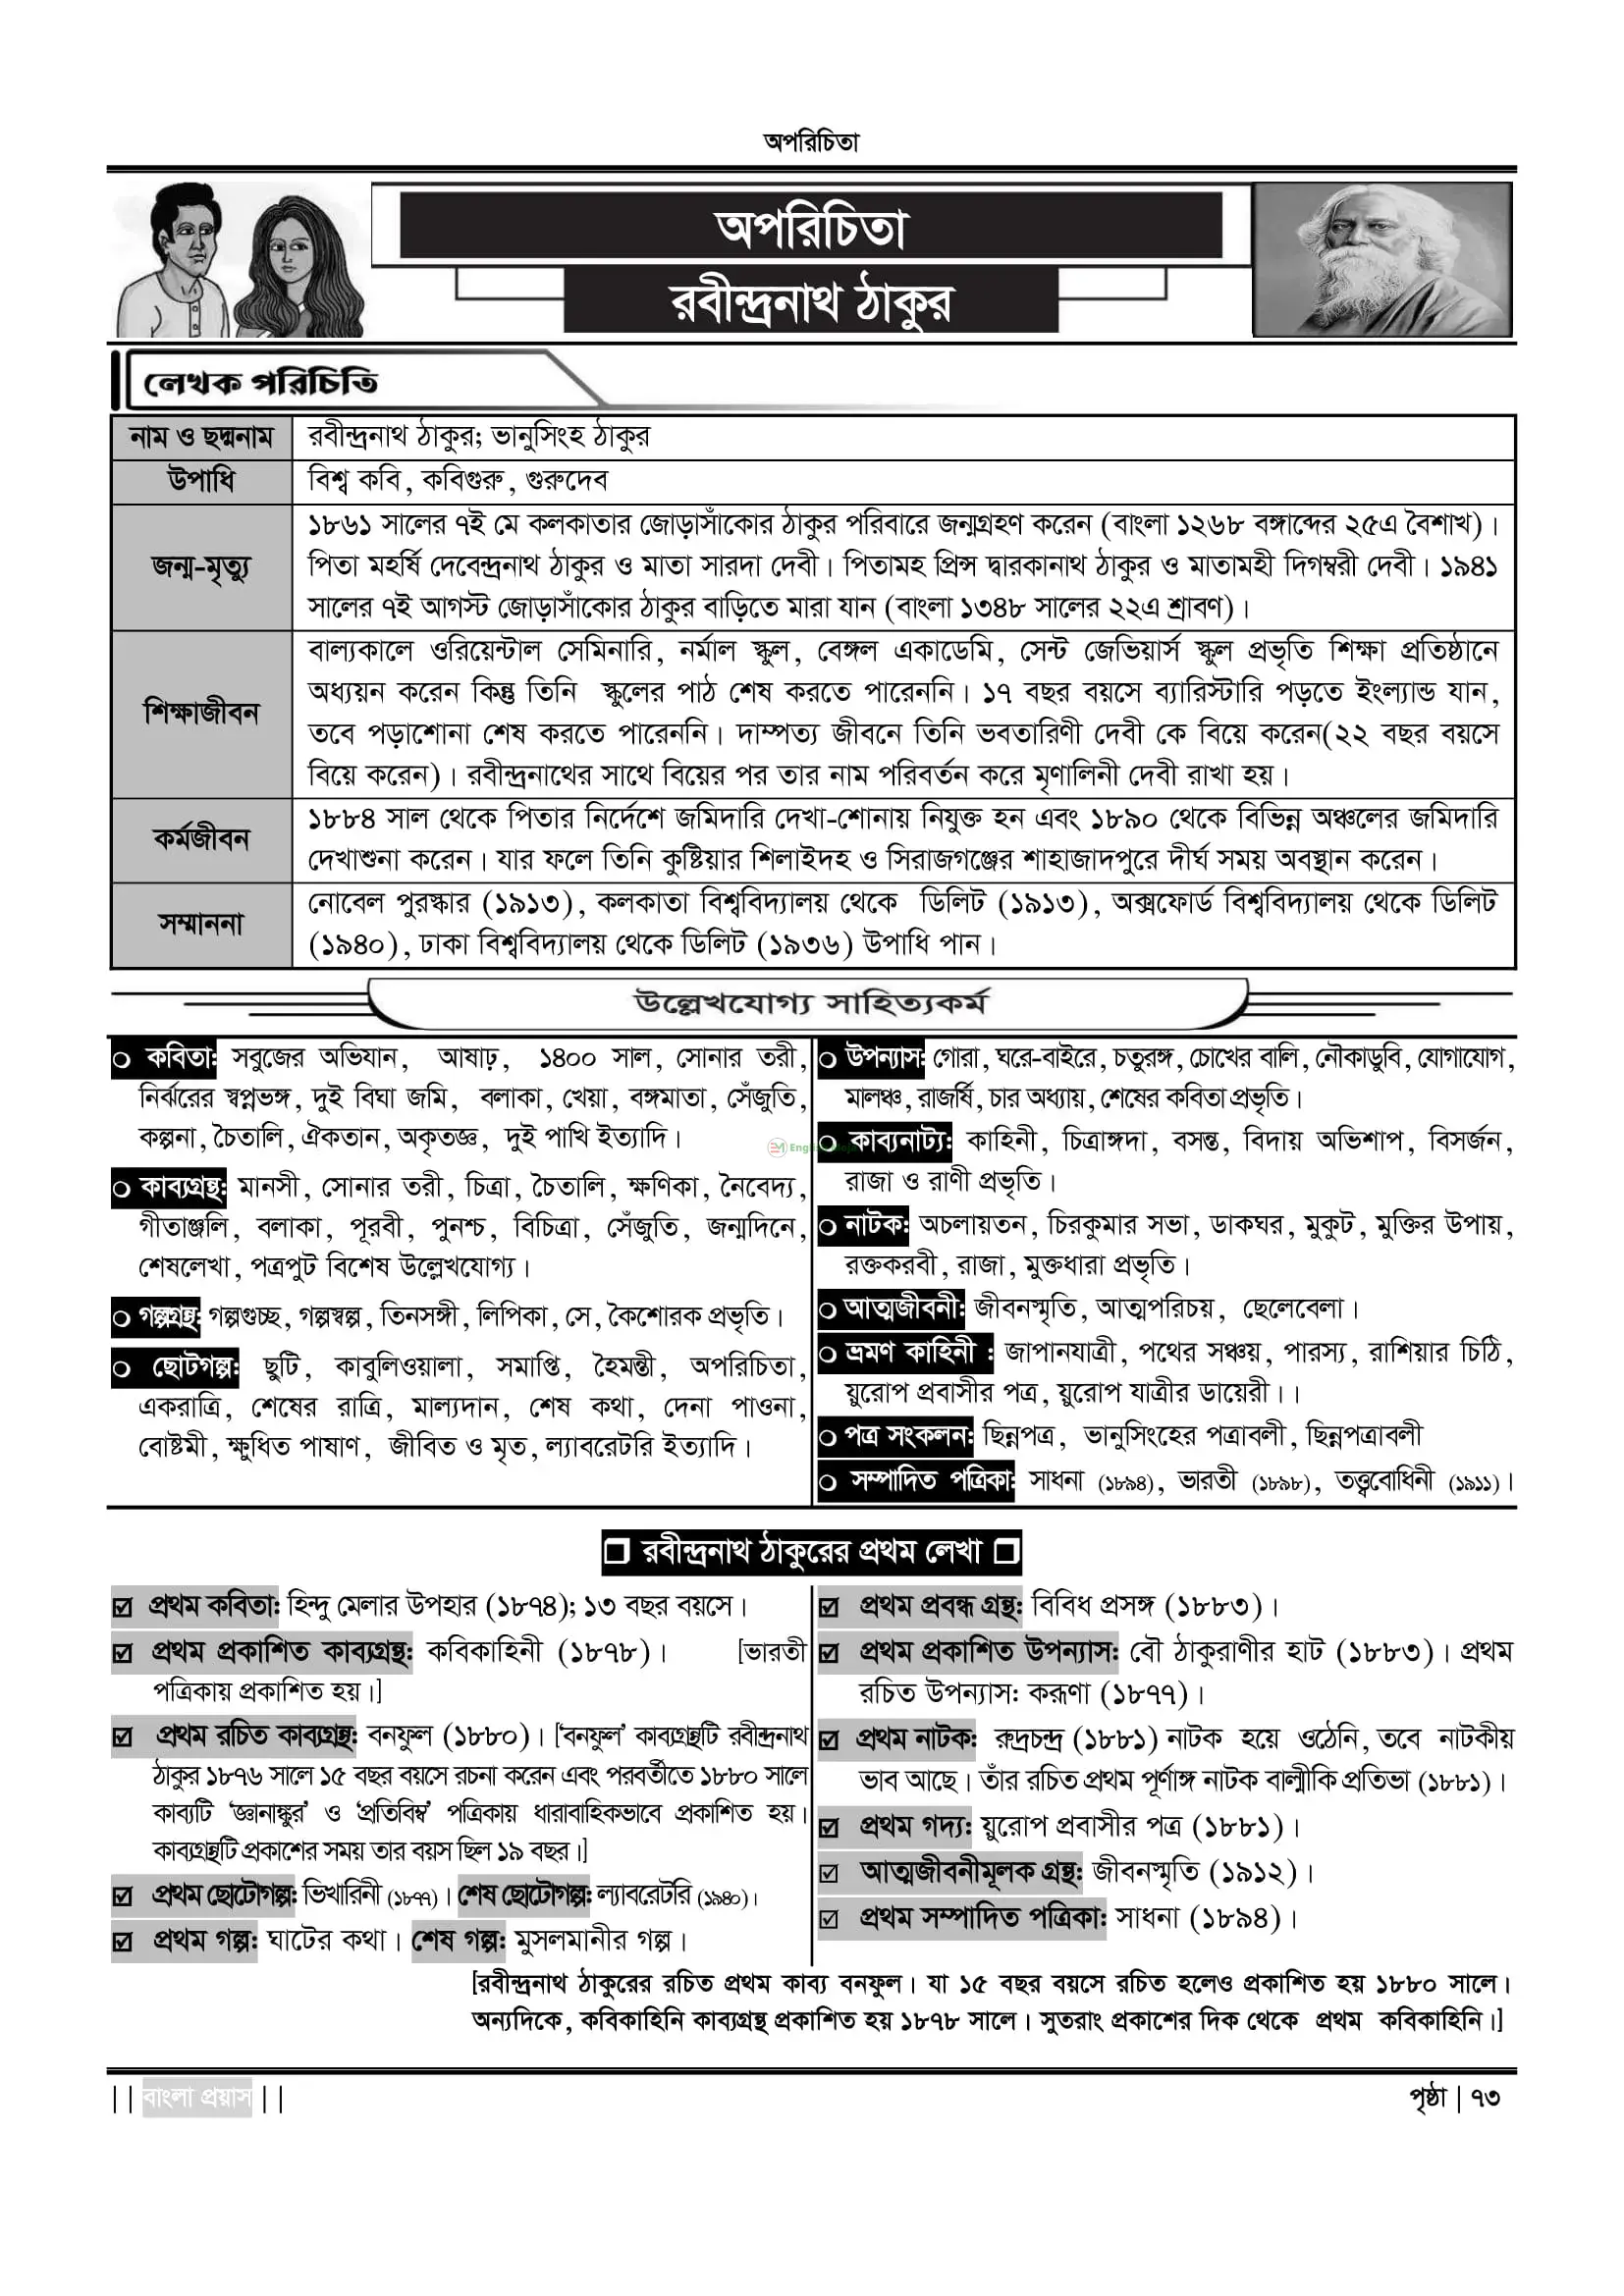 অপরিচিতা
অপরিচিতা
রবীন্দ্রনাথ ঠাকুর
লেখক পরিচিতি
নাম ও ছদ্মনাম রবীন্দ্রনাথ ঠাকুর; ভানুসিংহ ঠাকুর
উপাধি বিশ্ব কবি, কবিগুরু, গুরুদেব
জন্ম-মৃত্যু
১৮৬১ সালের ৭ই মে কলকাতার জোড়াসাঁকোর ঠাকুর পরিবারে জন্মগ্রহণ করেন (বাংলা ১২৬৮ বঙ্গাব্দের ২৫এ বৈশাখ)।
পিতা মহর্ষি দেবেন্দ্রনাথ ঠাকুর ও মাতা সারদা দেবী। পিতামহ প্রিন্স দ্বারকানাথ ঠাকুর ও মাতামহী দিগম্বরী দেবী। ১৯৪১
সালের ৭ই আগস্ট জোড়াসাঁকোর ঠাকুর বাড়িতে মারা যান (বাংলা ১৩৪৮ সালের ২২এ শ্রাবণ)।
শিক্ষাজীবন
বাল্যকালে ওরিয়েন্টাল সেমিনারি, নর্মাল স্কুল, বেঙ্গল একাডেমি, সেন্ট জেভিয়ার্স স্কুল প্রভৃতি শিক্ষা প্রতিষ্ঠানে
অধ্যয়ন করেন কিন্তু তিনি স্কুলের পাঠ শেষ করতে পারেননি। ১৭ বছর বয়সে ব্যারিস্টারি পড়তে ইংল্যান্ড যান,
তবে পড়াশোনা শেষ করতে পারেননি। দাম্পত্য জীবনে তিনি ভবতারিণী দেবী কে বিয়ে করেন(২২ বছর বয়সে
বিয়ে করেন)। রবীন্দ্রনাথের সাথে বিয়ের পর তার নাম পরিবর্তন করে মৃণালিনী দেবী রাখা হয়।
কর্মজীবন
১৮৮৪ সাল থেকে পিতার নির্দেশে জমিদারি দেখা-শোনায় নিযুক্ত হন এবং ১৮৯০ থেকে বিভিন্ন অঞ্চলের জমিদারি
দেখাশুনা করেন। যার ফলে তিনি কুষ্টিয়ার শিলাইদহ ও সিরাজগঞ্জের শাহাজাদপুরে দীর্ঘ সময় অবস্থান করেন।
সম্মাননা
নোবেল পুরস্কার (১৯১৩), কলকাতা বিশ্ববিদ্যালয় থেকে ডিলিট (১৯১৩), অক্সফোর্ড বিশ্ববিদ্যালয় থেকে ডিলিট
(১৯৪০), ঢাকা বিশ্ববিদ্যালয় থেকে ডিলিট (১৯৩৬) উপাধি পান।
উল্লেখযোগ্য সাহিত্যকর্ম
❍ কবিতা: সবুজের অভিযান, আষাঢ়, ১৪০০ সাল, সোনার তরী,
নির্ঝরের স্বপ্নভঙ্গ, দুই বিঘা জমি, বলাকা, খেয়া, বঙ্গমাতা, সেঁজুতি,
কল্পনা, চৈতালি, ঐকতান, অকৃতজ্ঞ, দুই পাখি ইত্যাদি।
❍ কাব্যগ্রন্থ: মানসী, সোনার তরী, চিত্রা, চৈতালি, ক্ষণিকা, নৈবেদ্য,
গীতাঞ্জলি, বলাকা, পূরবী, পুনশ্চ, বিচিত্রা, সেঁজুতি, জন্মদিনে,
শেষলেখা, পত্রপুট বিশেষ উল্লেখযোগ্য।
❍ গল্পগ্রন্থ: গল্পগুচ্ছ, গল্পস্বল্প, তিনসঙ্গী, লিপিকা, সে, কৈশোরক প্রভৃতি।
❍ ছোটগল্প: ছুটি, কাবুলিওয়ালা, সমাপ্তি, হৈমন্তী, অপরিচিতা,
একরাত্রি, শেষের রাত্রি, মাল্যদান, শেষ কথা, দেনা পাওনা,
বোষ্টমী, ক্ষুধিত পাষাণ, জীবিত ও মৃত, ল্যাবরেটরি ইত্যাদি।
❍ উপন্যাস: গোরা, ঘরে-বাইরে, চতুরঙ্গ, চোখের বালি, নৌকাডুবি, যোগাযোগ,
মালঞ্চ, রাজর্ষি, চার অধ্যায়, শেষের কবিতা প্রভৃতি।
❍ কাব্যনাট্য: কাহিনী, চিত্রাঙ্গদা, বসন্ত, বিদায় অভিশাপ, বিসর্জন,
রাজা ও রাণী প্রভৃতি।
❍ নাটক: অচলায়তন, চিরকুমার সভা, ডাকঘর, মুকুট, মুক্তির উপায়,
রক্তকরবী, রাজা, মুক্তধারা প্রভৃতি।
❍ আত্মজীবনী: জীবনস্মৃতি, আত্মপরিচয়, ছেলেবেলা।
❍ ভ্রমণ কাহিনী : জাপানযাত্রী, পথের সঞ্চয়, পারস্য, রাশিয়ার চিঠি,
য়ুরোপ প্রবাসীর পত্র, য়ুরোপ যাত্রীর ডায়েরী।।
❍ পত্র সংকলন: ছিন্নপত্র, ভানুসিংহের পত্রাবলী, ছিন্নপত্রাবলী
❍ সম্পাদিত পত্রিকা: সাধনা (১৮৯৪), ভারতী (১৮৯৮), তত্ত্ববোধিনী (১৯১১)।
❒ রবীন্দ্রনাথ ঠাকুরের প্রথম লেখা ❒
☑ প্রথম কবিতা: হিন্দু মেলার উপহার (১৮৭৪); ১৩ বছর বয়সে।
☑ প্রথম প্রকাশিত কাব্যগ্রন্থ: কবিকাহিনী (১৮৭৮)। [ভারতী
পত্রিকায় প্রকাশিত হয়।]
☑ প্রথম রচিত কাব্যগ্রন্থ: বনফুল (১৮৮০)। [‘বনফুল’ কাব্যগ্রন্থটি রবীন্দ্রনাথ
ঠাকুর ১৮৭৬ সালে ১৫ বছর বয়সে রচনা করেন এবং পরবর্তীতে ১৮৮০ সালে
কাব্যটি ‘জ্ঞানাঙ্কুর’ ও ‘প্রতিবিম্ব’ পত্রিকায় ধারাবাহিকভাবে প্রকাশিত হয়।
কাব্যগ্রন্থটি প্রকাশের সময় তার বয়স ছিল ১৯ বছর।]
☑ প্রথম ছোটোগল্প: ভিখারিনী (১৮৭৭)। শেষ ছোটোগল্প: ল্যাবরেটরি (১৯৪০)।
☑ প্রথম গল্প: ঘাটের কথা। শেষ গল্প: মুসলমানীর গল্প।
☑ প্রথম প্রবন্ধ গ্রন্থ: বিবিধ প্রসঙ্গ (১৮৮৩)।
☑ প্রথম প্রকাশিত উপন্যাস: বৌ ঠাকুরাণীর হাট (১৮৮৩)। প্রথম
রচিত উপন্যাস: করূণা (১৮৭৭)।
☑ প্রথম নাটক: রুদ্রচন্দ্র (১৮৮১) নাটক হয়ে ওঠেনি, তবে নাটকীয়
ভাব আছে। তাঁর রচিত প্রথম পূর্ণাঙ্গ নাটক বাল্মীকি প্রতিভা (১৮৮১)।
☑ প্রথম গদ্য: য়ুরোপ প্রবাসীর পত্র (১৮৮১)।
☑ আত্মজীবনীমূলক গ্রন্থ: জীবনস্মৃতি (১৯১২)।
☑ প্রথম সম্পাদিত পত্রিকা: সাধনা (১৮৯৪)।
[রবীন্দ্রনাথ ঠাকুরের রচিত প্রথম কাব্য বনফুল। যা ১৫ বছর বয়সে রচিত হলেও প্রকাশিত হয় ১৮৮০ সালে।
অন্যদিকে, কবিকাহিনি কাব্যগ্রন্থ প্রকাশিত হয় ১৮৭৮ সালে। সুতরাং প্রকাশের দিক থেকে প্রথম কবিকাহিনি।]
|| বাংলা প্রয়াস ||
পৃষ্ঠা | ৭৩